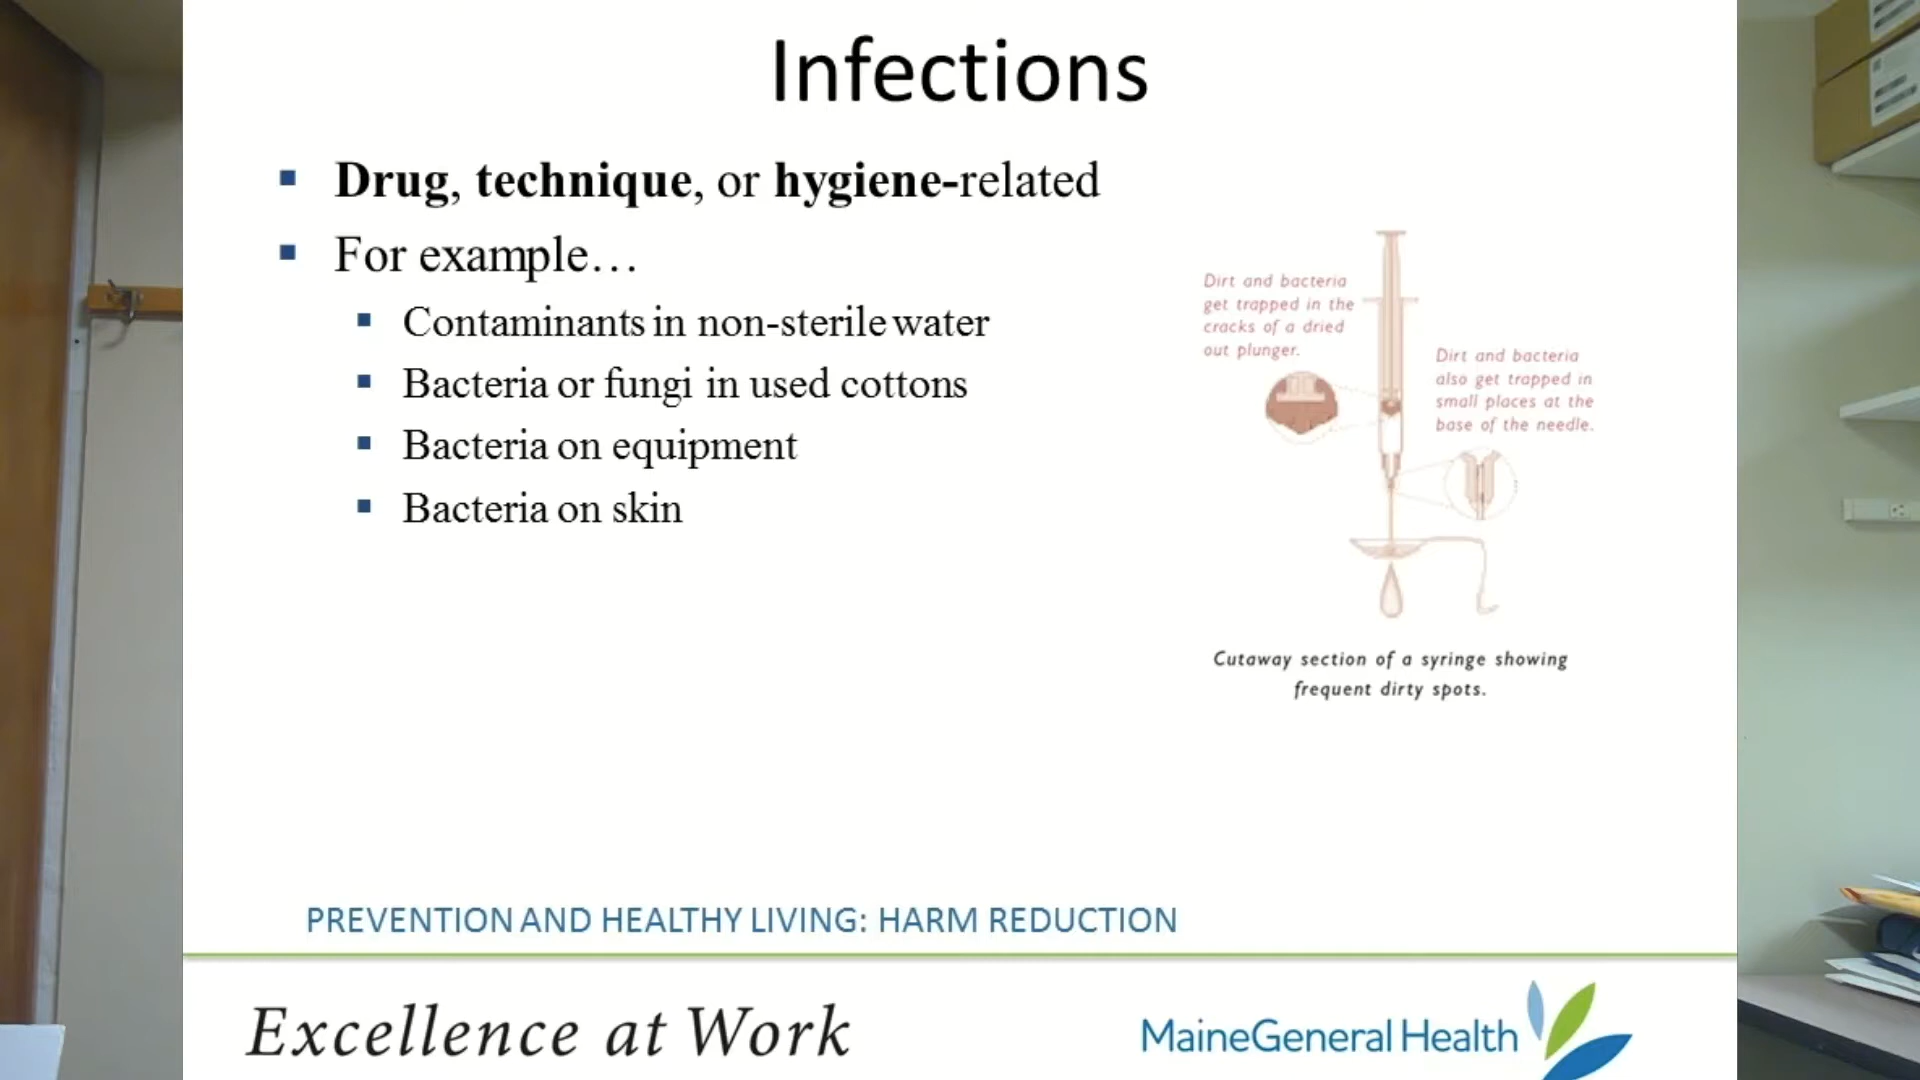 Infections
Drug, technique, or hygiene-related
For example…
Contaminants in non-sterile water
Bacteria or fungi in used cottons
Bacteria on equipment
Bacteria on skin
Dirt and bacteria
get trapped in the
cracks of a dried
out plunger.
Dirt and bacteria
also get trapped in
small places at the
base of the needle.
Cutaway section of a syringe showing
frequent dirty spots.
PREVENTION AND HEALTHY LIVING: HARM REDUCTION
Excellence at Work
MaineGeneral Health